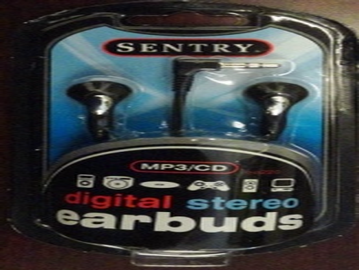 SENTRY.
MP3/CD
digital stereo
earbuds